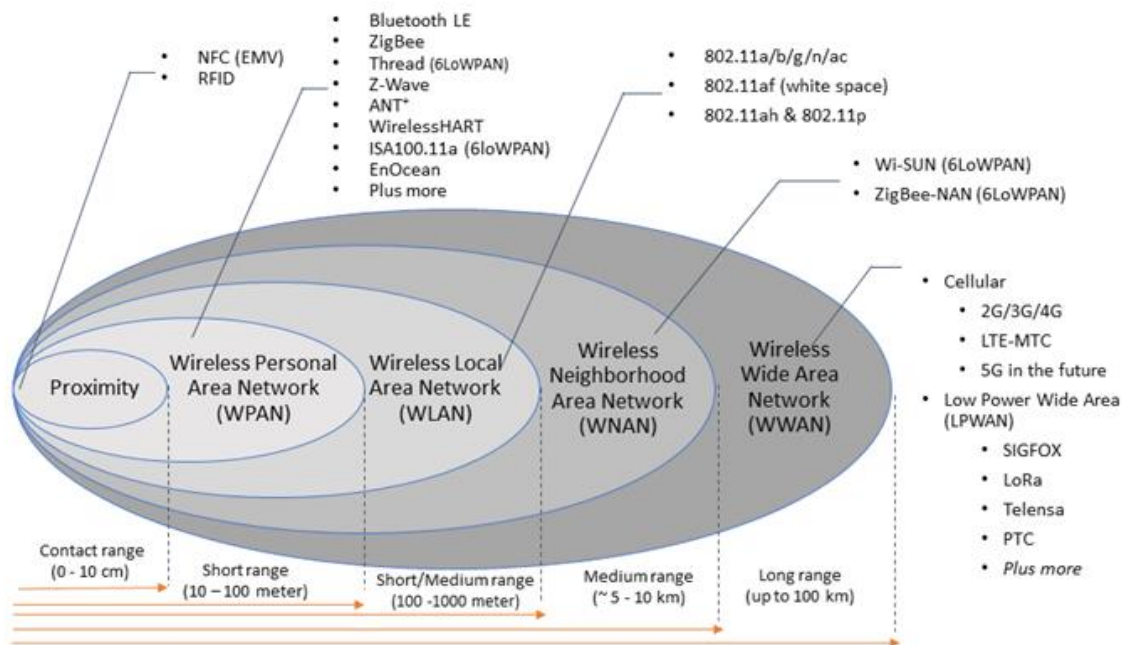 • NFC (EMV)
• RFID
• Bluetooth LE
• ZigBee
• Thread (6LoWPAN)
• Z-Wave
• ANT⁺
• WirelessHART
• ISA100.11a (6loWPAN)
• EnOcean
• Plus more
• 802.11a/b/g/n/ac
• 802.11af (white space)
• 802.11ah & 802.11p
• Wi-SUN (6LoWPAN)
• ZigBee-NAN (6LoWPAN)
• Cellular
• 2G/3G/4G
• LTE-MTC
• 5G in the future
• Low Power Wide Area
(LPWAN)
• SIGFOX
• LoRa
• Telensa
• PTC
• Plus more
Proximity
Wireless Personal
Area Network
(WPAN)
Wireless Local
Area Network
(WLAN)
Wireless
Neighborhood
Area Network
(WNAN)
Wireless
Wide Area
Network
(WWAN)
Contact range
(0 - 10 cm)
Short range
(10 – 100 meter)
Short/Medium range
(100 -1000 meter)
Medium range
(~ 5 - 10 km)
Long range
(up to 100 km)